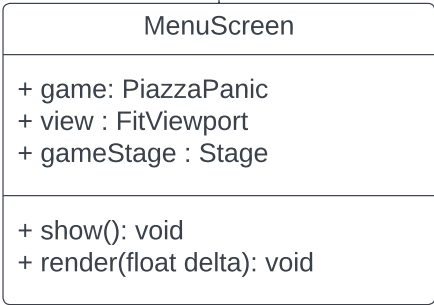 MenuScreen
+ game: PiazzaPanic
+ view : FitViewport
+ gameStage : Stage
+ show(): void
+ render(float delta): void